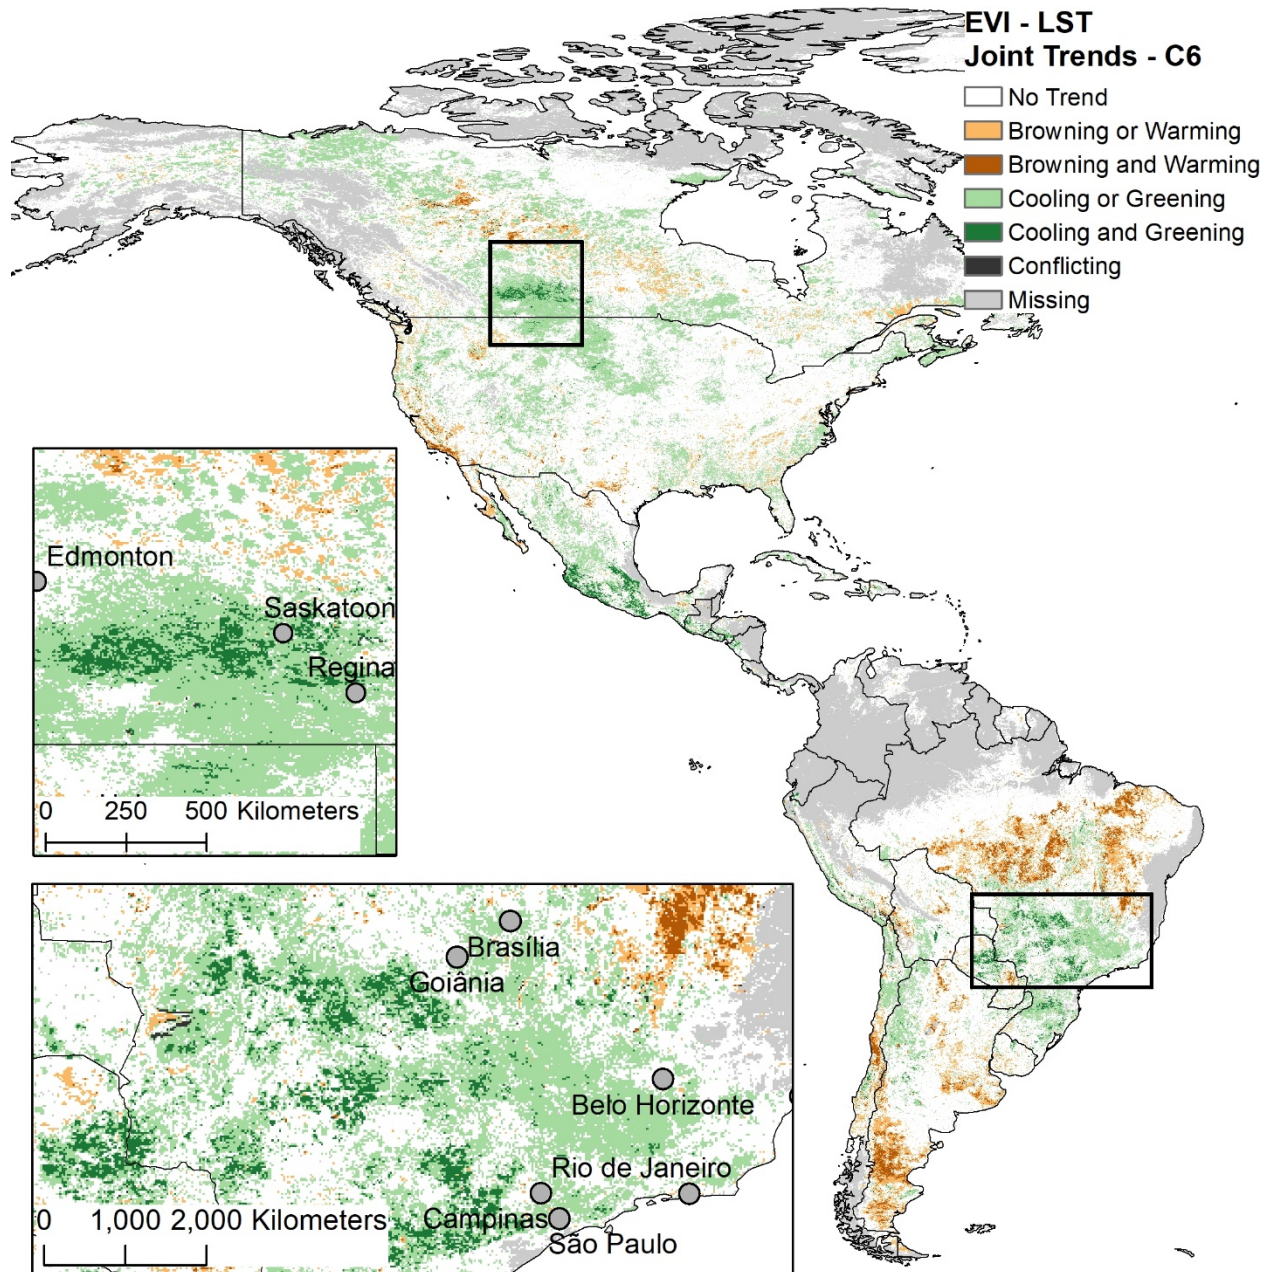 EVI - LST
Joint Trends - C6
No Trend
Browning or Warming
Browning and Warming
Cooling or Greening
Cooling and Greening
Conflicting
Missing
Edmonton
Saskatoon
Regina
0 250 500 Kilometers
Brasília
Goiânia
Belo Horizonte
Rio de Janeiro
Campinas
São Paulo
0 1,000 2,000 Kilometers